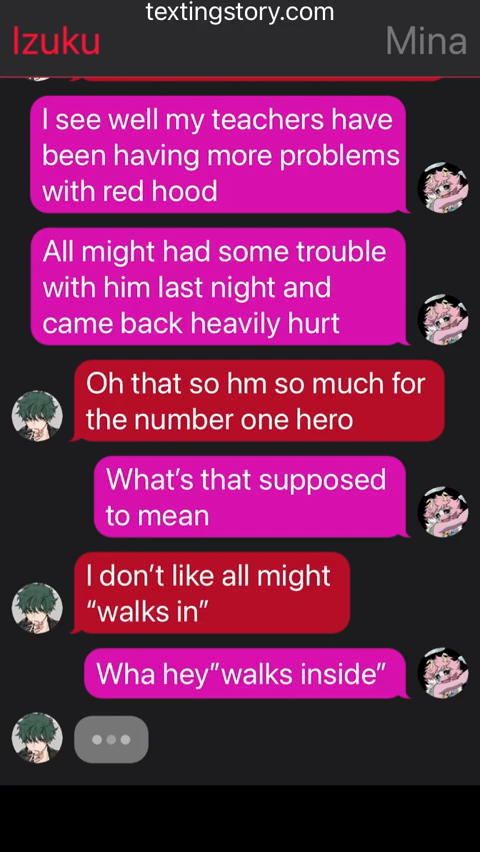 textingstory.com
Izuku
Mina
I see well my teachers have
been having more problems
with red hood
All might had some trouble
with him last night and
came back heavily hurt
Oh that so hm so much for
the number one hero
What’s that supposed
to mean
I don’t like all might
“walks in”
Wha hey”walks inside”